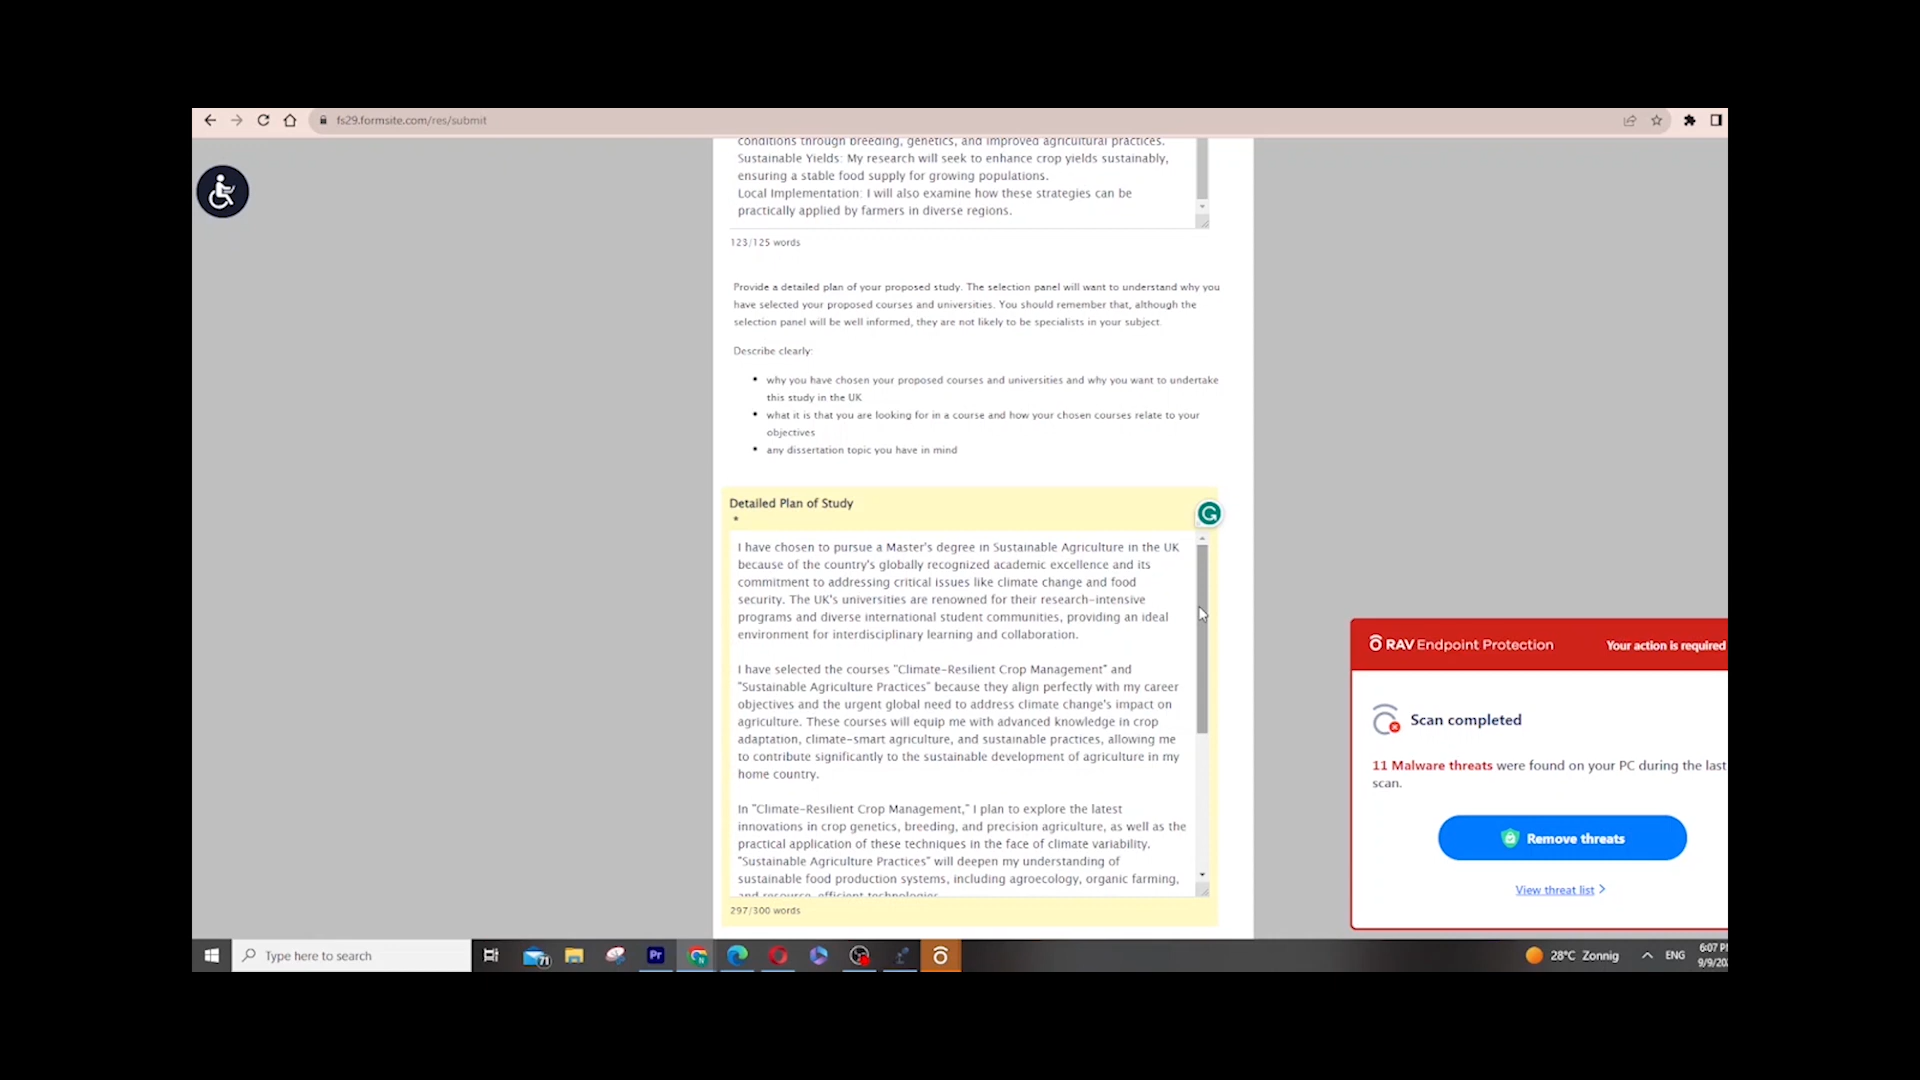 fs29.formsite.com/res/submit
conditions through breeding, genetics, and improved agricultural practices.
Sustainable Yields: My research will seek to enhance crop yields sustainably,
ensuring a stable food supply for growing populations.
Local Implementation: I will also examine how these strategies can be
practically applied by farmers in diverse regions.
123/125 words
Provide a detailed plan of your proposed study. The selection panel will want to understand why you
have selected your proposed courses and universities. You should remember that, although the
selection panel will be well informed, they are not likely to be specialists in your subject.
Describe clearly:
• why you have chosen your proposed courses and universities and why you want to undertake
this study in the UK
• what it is that you are looking for in a course and how your chosen courses relate to your
objectives
• any dissertation topic you have in mind
Detailed Plan of Study
*
I have chosen to pursue a Master's degree in Sustainable Agriculture in the UK
because of the country's globally recognized academic excellence and its
commitment to addressing critical issues like climate change and food
security. The UK's universities are renowned for their research-intensive
programs and diverse international student communities, providing an ideal
environment for interdisciplinary learning and collaboration.
I have selected the courses "Climate-Resilient Crop Management" and
"Sustainable Agriculture Practices" because they align perfectly with my career
objectives and the urgent global need to address climate change's impact on
agriculture. These courses will equip me with advanced knowledge in crop
adaptation, climate-smart agriculture, and sustainable practices, allowing me
to contribute significantly to the sustainable development of agriculture in my
home country.
In "Climate-Resilient Crop Management," I plan to explore the latest
innovations in crop genetics, breeding, and precision agriculture, as well as the
practical application of these techniques in the face of climate variability.
"Sustainable Agriculture Practices" will deepen my understanding of
sustainable food production systems, including agroecology, organic farming,
and resource-efficient technologies.
297/300 words
RAV Endpoint Protection
Your action is required
Scan completed
11 Malware threats were found on your PC during the last
scan.
Remove threats
View threat list >
Type here to search
71
Pr
28°C Zonnig
ENG
6:07 P
9/9/20